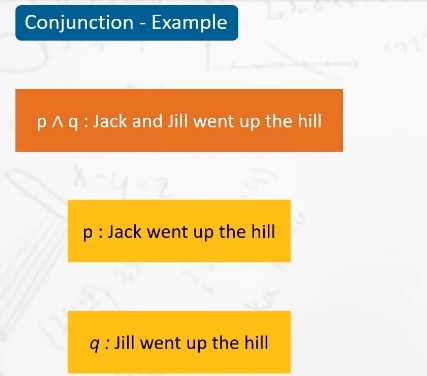 Conjunction - Example
p ∧ q : Jack and Jill went up the hill
p : Jack went up the hill
q : Jill went up the hill